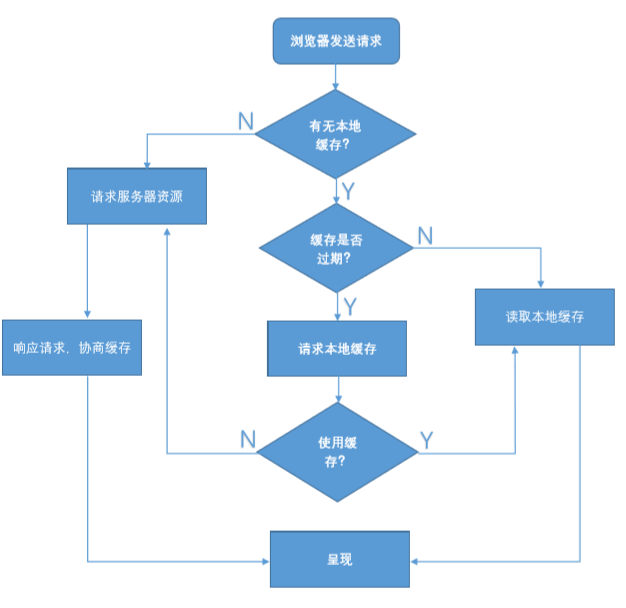 浏览器发送请求
有无本地
缓存?
N
Y
请求服务器资源
缓存是否
过期?
N
Y
读取本地缓存
响应请求，协商缓存
请求本地缓存
使用缓
存?
N
Y
呈现